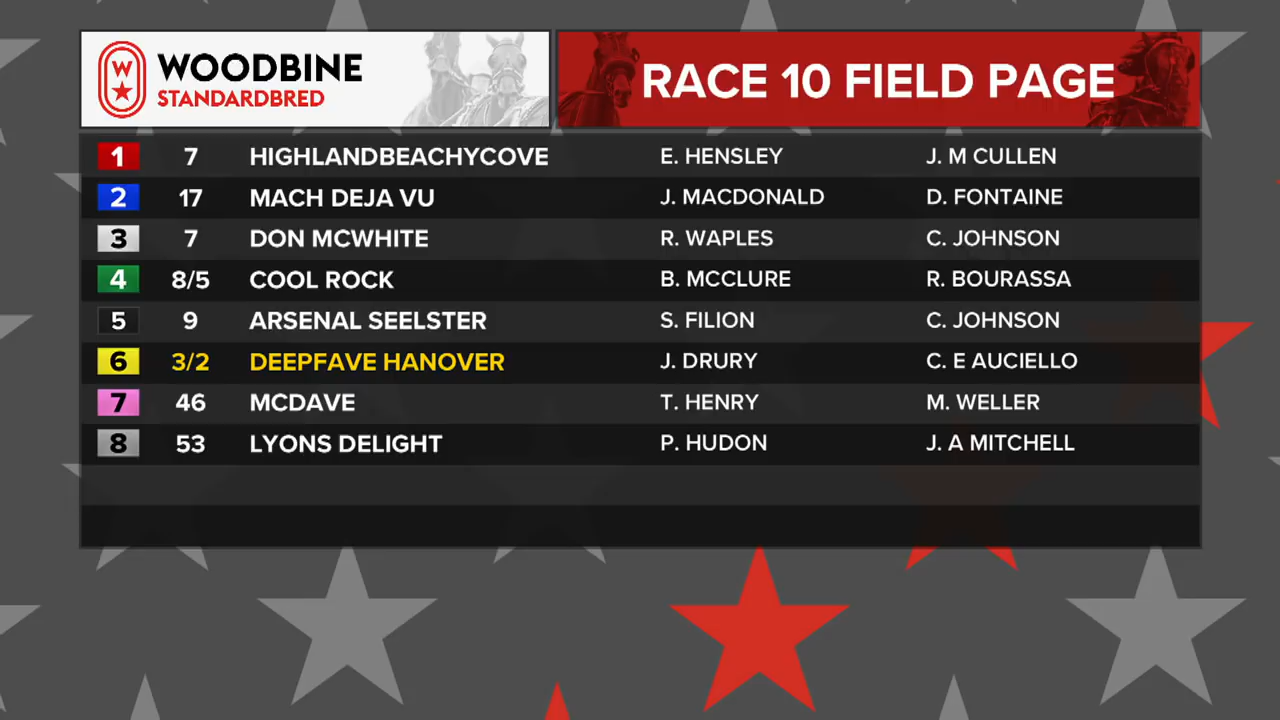 W
WOODBINE
STANDARDBRED
RACE 10 FIELD PAGE
1 7 HIGHLANDBEACHYCOVE E. HENSLEY J. M CULLEN
2 17 MACH DEJA VU J. MACDONALD D. FONTAINE
3 7 DON MCWHITE R. WAPLES C. JOHNSON
4 8/5 COOL ROCK B. MCCLURE R. BOURASSA
5 9 ARSENAL SEELSTER S. FILION C. JOHNSON
6 3/2 DEEPFAVE HANOVER J. DRURY C. E AUCIELLO
7 46 MCDAVE T. HENRY M. WELLER
8 53 LYONS DELIGHT P. HUDON J. A MITCHELL